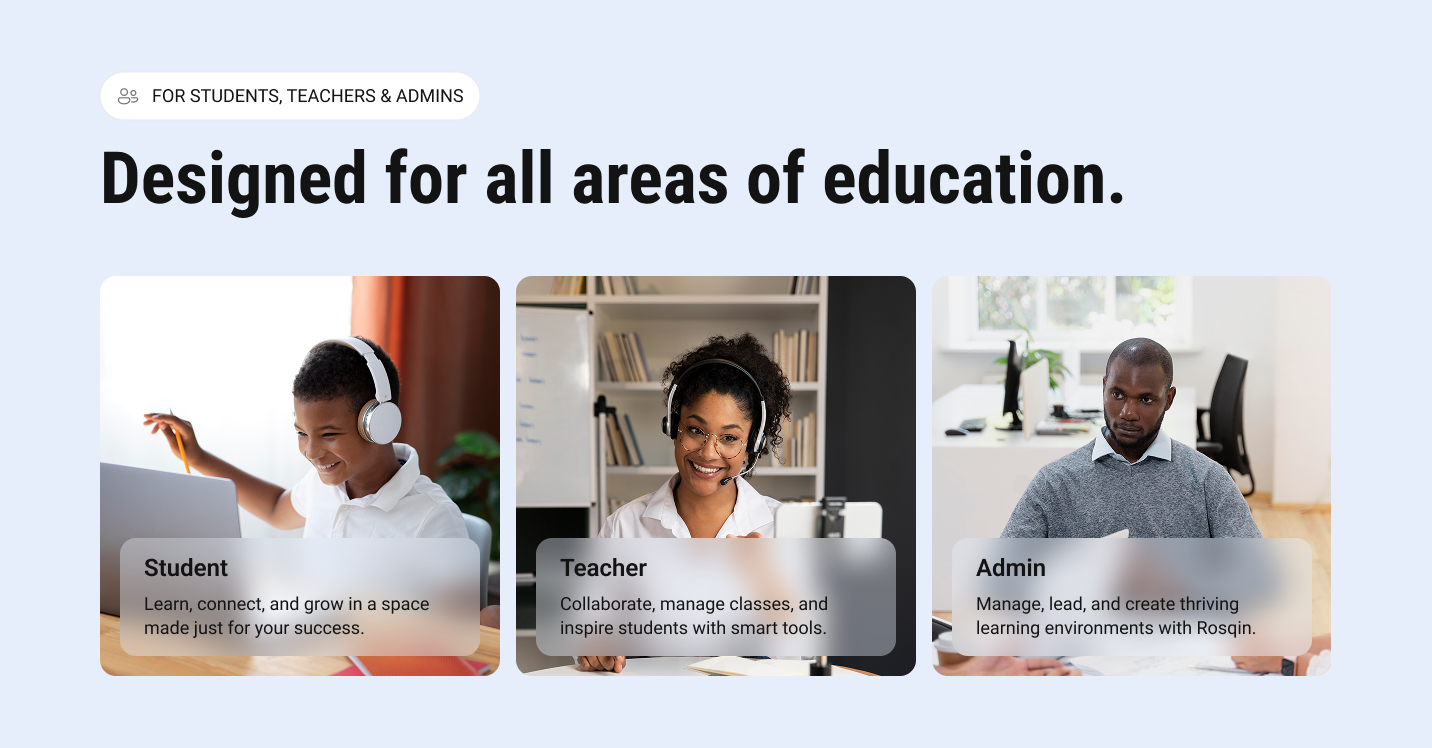 FOR STUDENTS, TEACHERS & ADMINS
Designed for all areas of education.
Student
Learn, connect, and grow in a space
made just for your success.
Teacher
Collaborate, manage classes, and
inspire students with smart tools.
Admin
Manage, lead, and create thriving
learning environments with Rosqin.